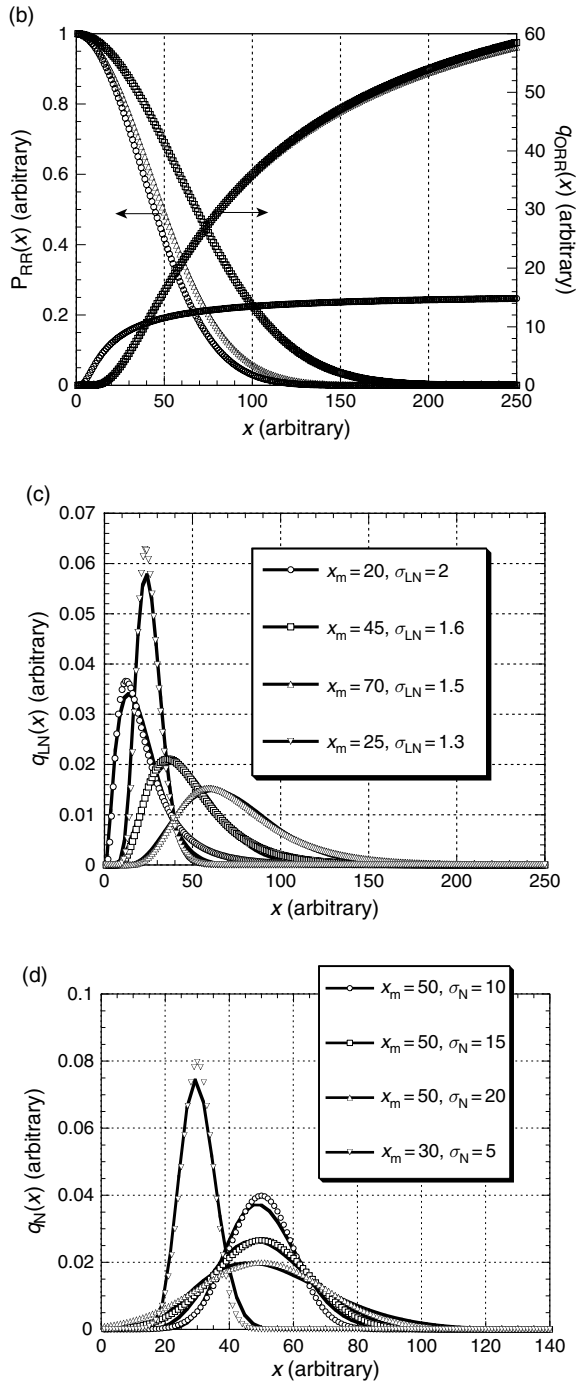 (b)
1
0.8
0.6
0.4
0.2
0
60
50
40
30
20
10
0
P_RR(x) (arbitrary)
q_ORR(x) (arbitrary)
0 50 100 150 200 250
x (arbitrary)
(c)
0.07
0.06
0.05
0.04
0.03
0.02
0.01
0
q_LN(x) (arbitrary)
x_m = 20, σ_LN = 2
x_m = 45, σ_LN = 1.6
x_m = 70, σ_LN = 1.5
x_m = 25, σ_LN = 1.3
0 50 100 150 200 250
x (arbitrary)
(d)
0.1
0.08
0.06
0.04
0.02
0
q_N(x) (arbitrary)
x_m = 50, σ_N = 10
x_m = 50, σ_N = 15
x_m = 50, σ_N = 20
x_m = 30, σ_N = 5
0 20 40 60 80 100 120 140
x (arbitrary)